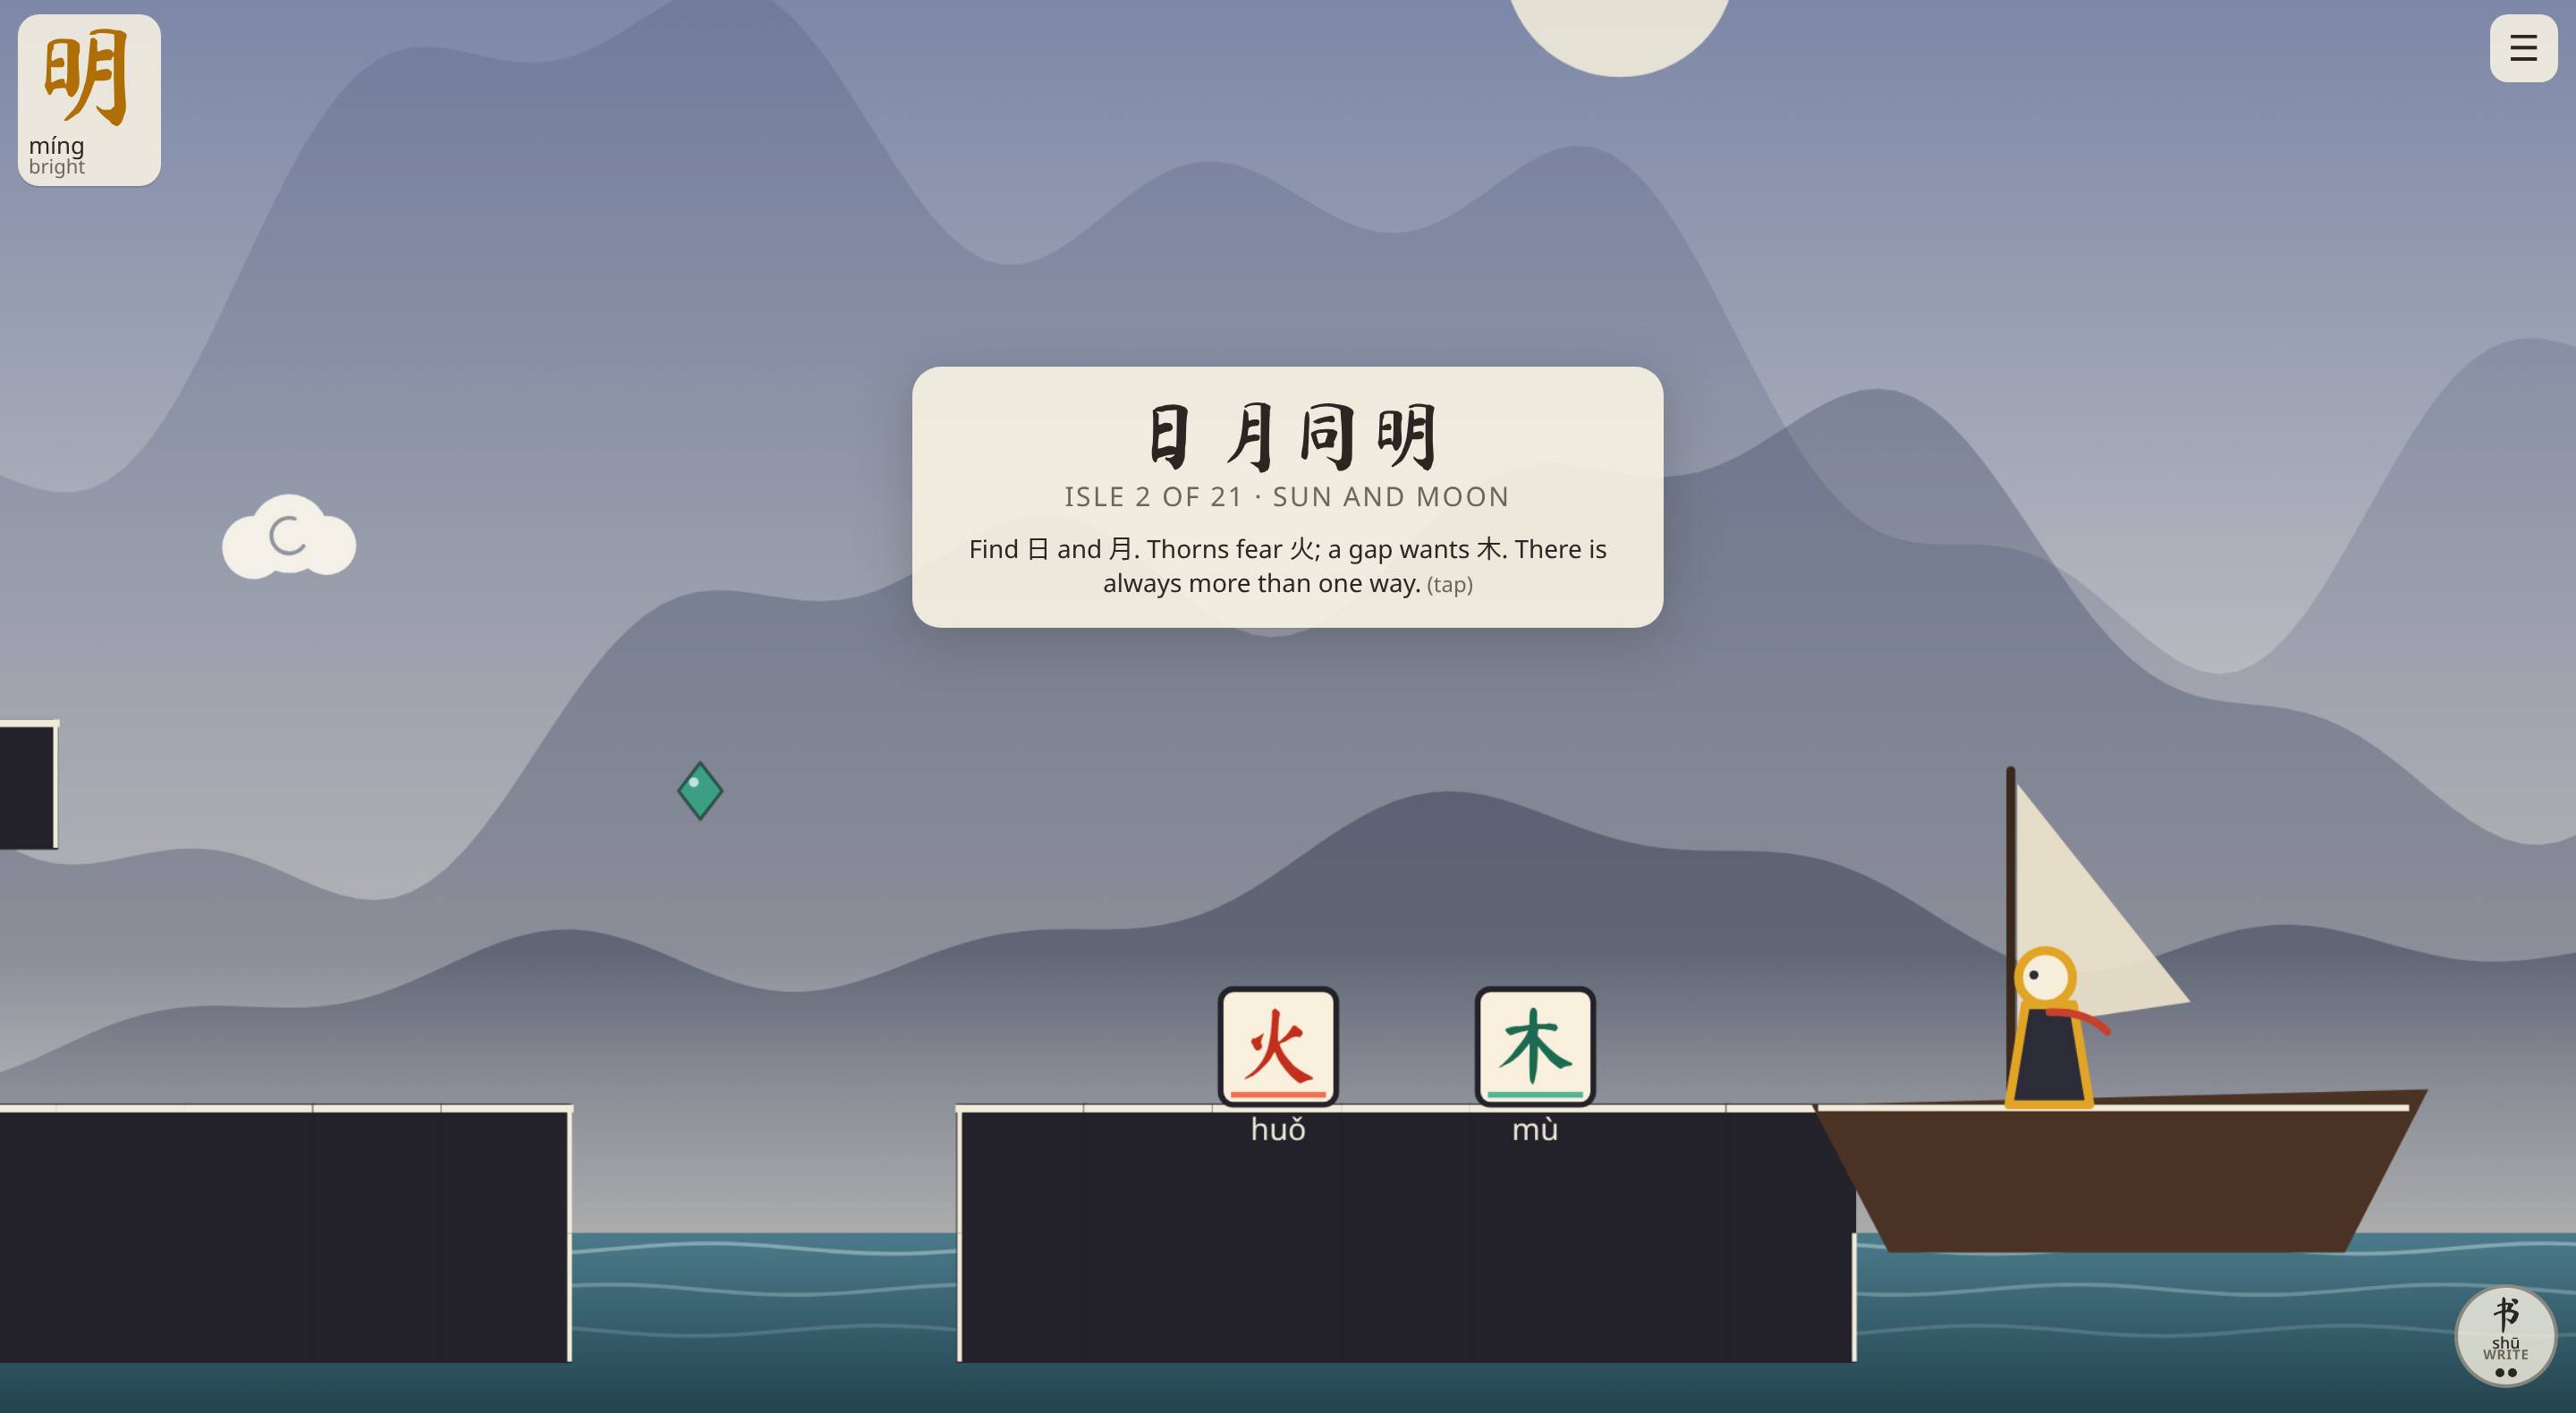 明
míng
bright
☰
日月同明
ISLE 2 OF 21 · SUN AND MOON
Find 日 and 月. Thorns fear 火; a gap wants 木. There is
always more than one way. (tap)
火
huǒ
木
mù
书
shū
WRITE